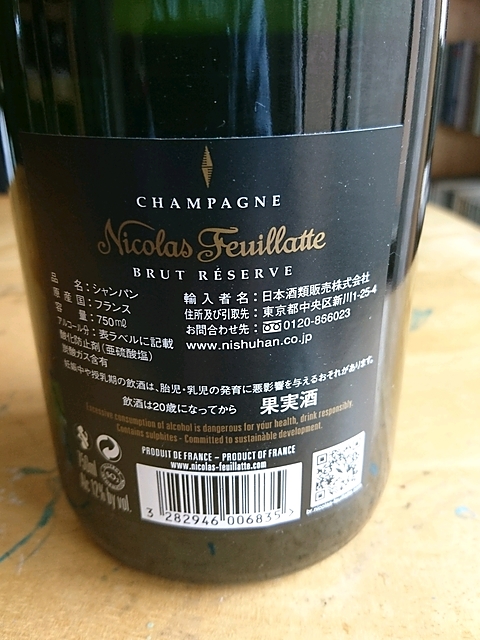 CHAMPAGNE
Nicolas Feuillatte
BRUT RÉSERVE
品名：シャンパン
原産国：フランス
容量：750mℓ
アルコール分：表ラベルに記載
酸化防止剤(亜硫酸塩)
炭酸ガス含有
輸入者名：日本酒類販売株式会社
住所及び引取先：東京都中央区新川1-25-4
お問合わせ先：0120-866023
www.nishuhan.co.jp
妊娠中や授乳期の飲酒は、胎児・乳児の発育に悪影響を与えるおそれがあります。
飲酒は20歳になってから 果実酒
Excessive consumption of alcohol is dangerous for your health, drink responsibly.
Contains sulphites - Committed to sustainable development.
PRODUIT DE FRANCE – PRODUCT OF FRANCE
www.nicolas-feuillatte.com
750ml
Alc 12% by vol.
3 282946 006835 >